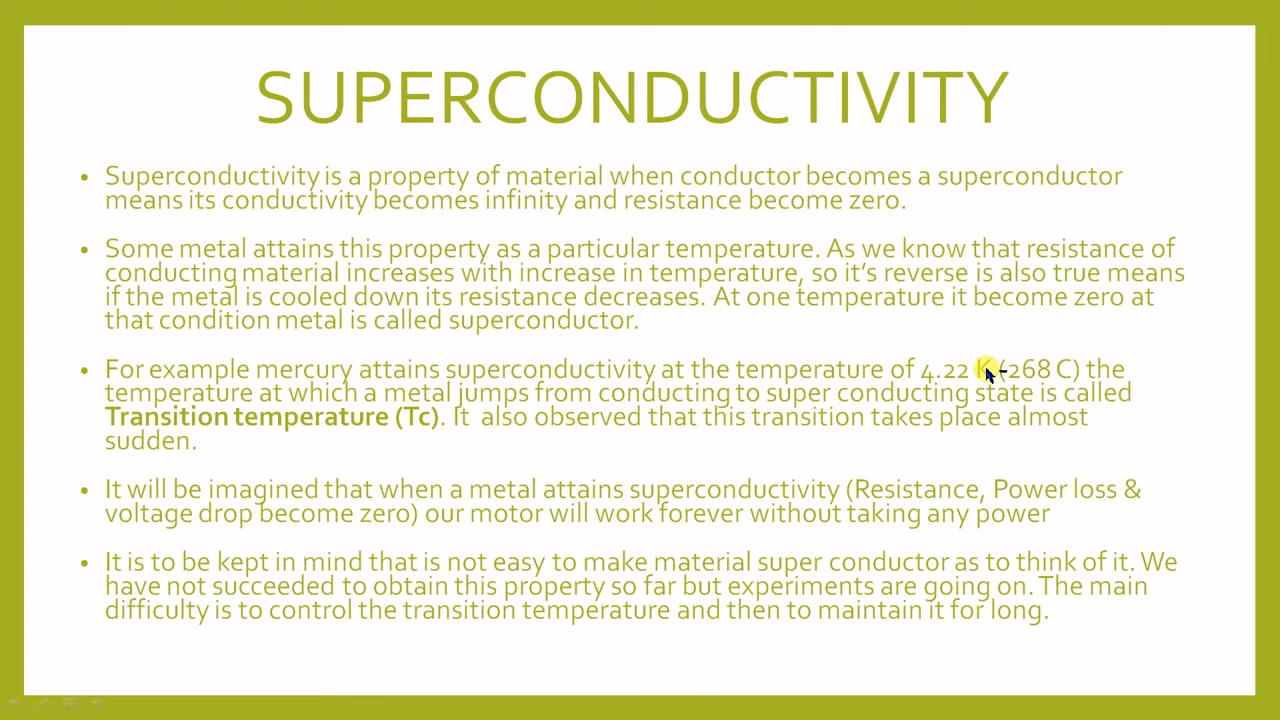 SUPERCONDUCTIVITY
• Superconductivity is a property of material when conductor becomes a superconductor
means its conductivity becomes infinity and resistance become zero.
• Some metal attains this property as a particular temperature. As we know that resistance of
conducting material increases with increase in temperature, so it's reverse is also true means
if the metal is cooled down its resistance decreases. At one temperature it become zero at
that condition metal is called superconductor.
• For example mercury attains superconductivity at the temperature of 4.22 K (-268 C) the
temperature at which a metal jumps from conducting to super conducting state is called
Transition temperature (Tc). It also observed that this transition takes place almost
sudden.
• It will be imagined that when a metal attains superconductivity (Resistance, Power loss &
voltage drop become zero) our motor will work forever without taking any power
• It is to be kept in mind that is not easy to make material super conductor as to think of it. We
have not succeeded to obtain this property so far but experiments are going on. The main
difficulty is to control the transition temperature and then to maintain it for long.